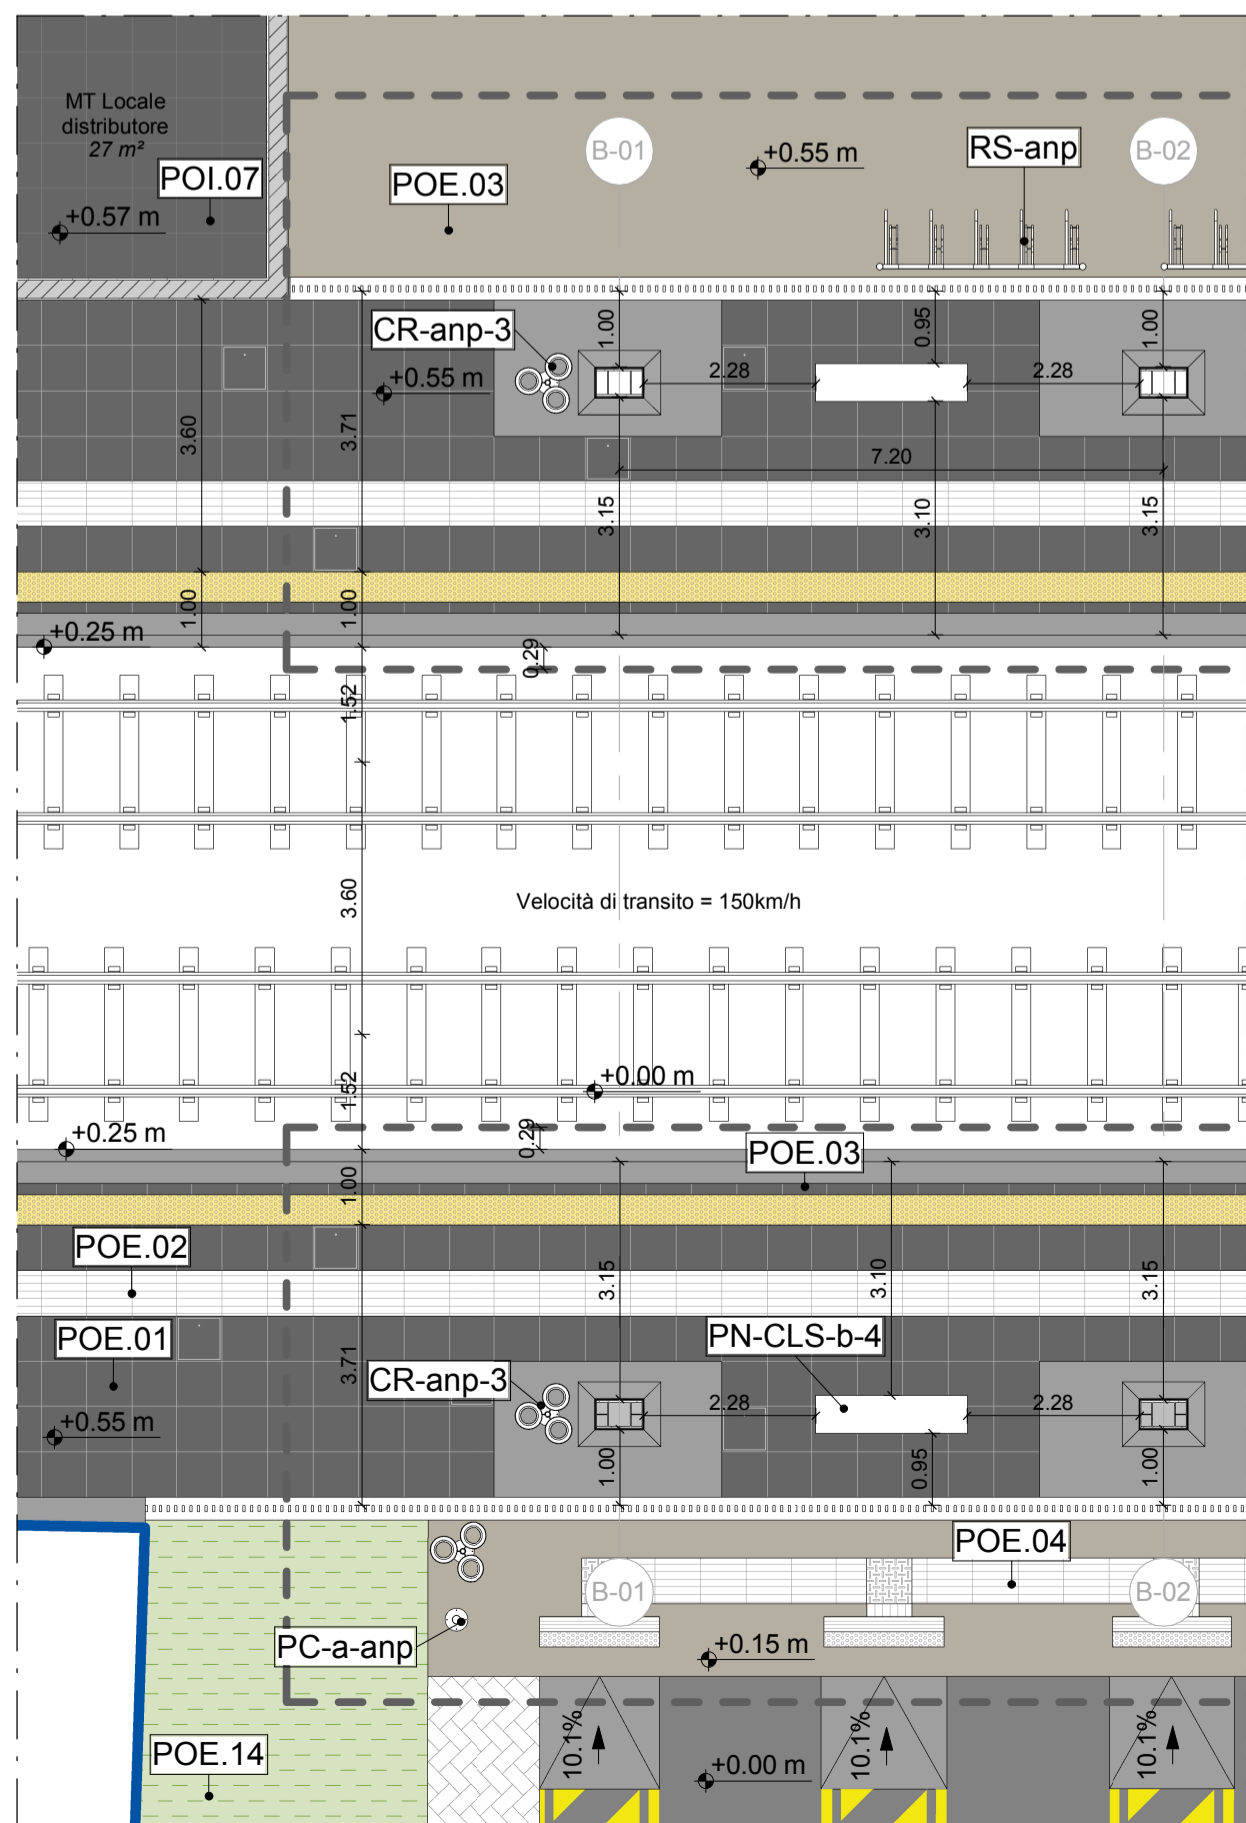 MT Locale
distributore
27 m²
POI.07
+0.57 m
POE.03
B-01
+0.55 m
RS-anp
B-02
CR-anp-3
+0.55 m
1.00
0.95
1.00
2.28
2.28
3.60
3.71
7.20
3.15
3.10
3.15
1.00
1.00
+0.25 m
0.29
1.52
3.60
Velocità di transito = 150km/h
+0.00 m
1.52
+0.25 m
0.29
POE.03
1.00
POE.02
3.15
3.10
3.15
POE.01
PN-CLS-b-4
3.71
CR-anp-3
2.28
2.28
+0.55 m
1.00
0.95
1.00
POE.04
B-01
B-02
PC-a-anp
+0.15 m
POE.14
10.1%
10.1%
10.1%
+0.00 m